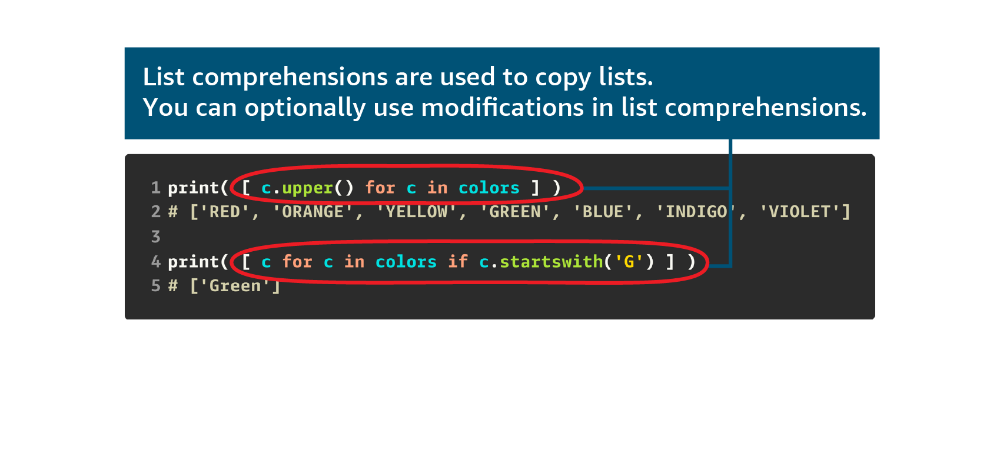 List comprehensions are used to copy lists.
You can optionally use modifications in list comprehensions.
1 print( [ c.upper() for c in colors ] )
2 # ['RED', 'ORANGE', 'YELLOW', 'GREEN', 'BLUE', 'INDIGO', 'VIOLET']
3
4 print( [ c for c in colors if c.startswith('G') ] )
5 # ['Green']